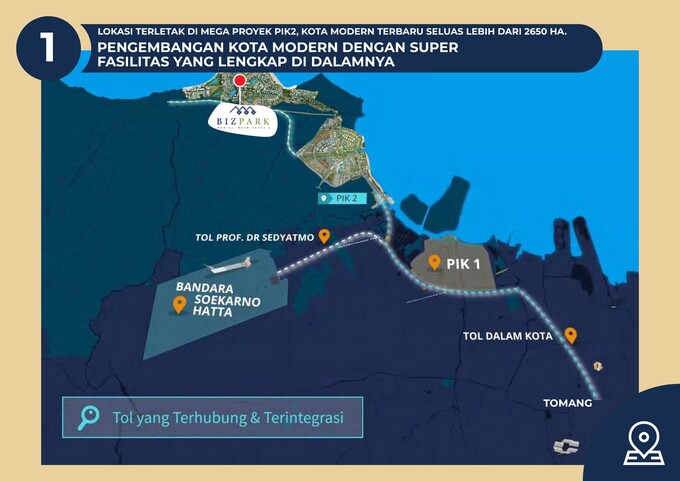 1
LOKASI TERLETAK DI MEGA PROYEK PIK2, KOTA MODERN TERBARU SELUAS LEBIH DARI 2650 HA.
PENGEMBANGAN KOTA MODERN DENGAN SUPER
FASILITAS YANG LENGKAP DI DALAMNYA
BIZPARK
PIK 2
TOL PROF. DR SEDYATMO
PIK 1
BANDARA
SOEKARNO
HATTA
TOL DALAM KOTA
TOMANG
Tol yang Terhubung & Terintegrasi